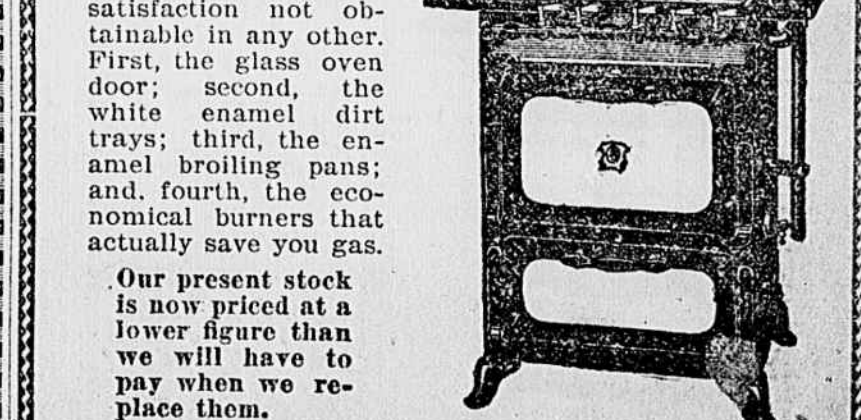 satisfaction not ob-
tainable in any other.
First, the glass oven
door; second, the
white enamel dirt
trays; third, the en-
amel broiling pans;
and. fourth, the eco-
nomical burners that
actually save you gas.
Our present stock
is now priced at a
lower figure than
we will have to
pay when we re-
place them.